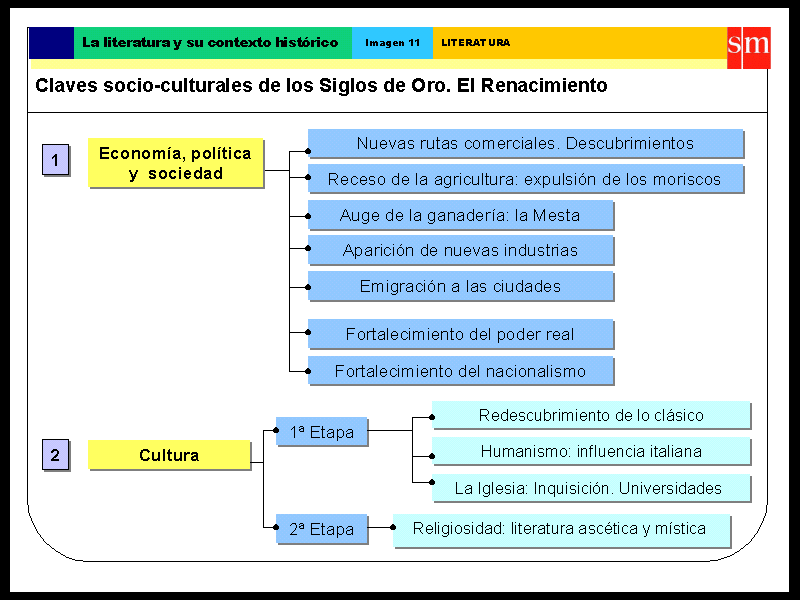 La literatura y su contexto histórico
Imagen 11
LITERATURA
sm
Claves socio-culturales de los Siglos de Oro. El Renacimiento
1
Economía, política
y sociedad
Nuevas rutas comerciales. Descubrimientos
Receso de la agricultura: expulsión de los moriscos
Auge de la ganadería: la Mesta
Aparición de nuevas industrias
Emigración a las ciudades
Fortalecimiento del poder real
Fortalecimiento del nacionalismo
2
Cultura
1ª Etapa
Redescubrimiento de lo clásico
Humanismo: influencia italiana
La Iglesia: Inquisición. Universidades
2ª Etapa
Religiosidad: literatura ascética y mística